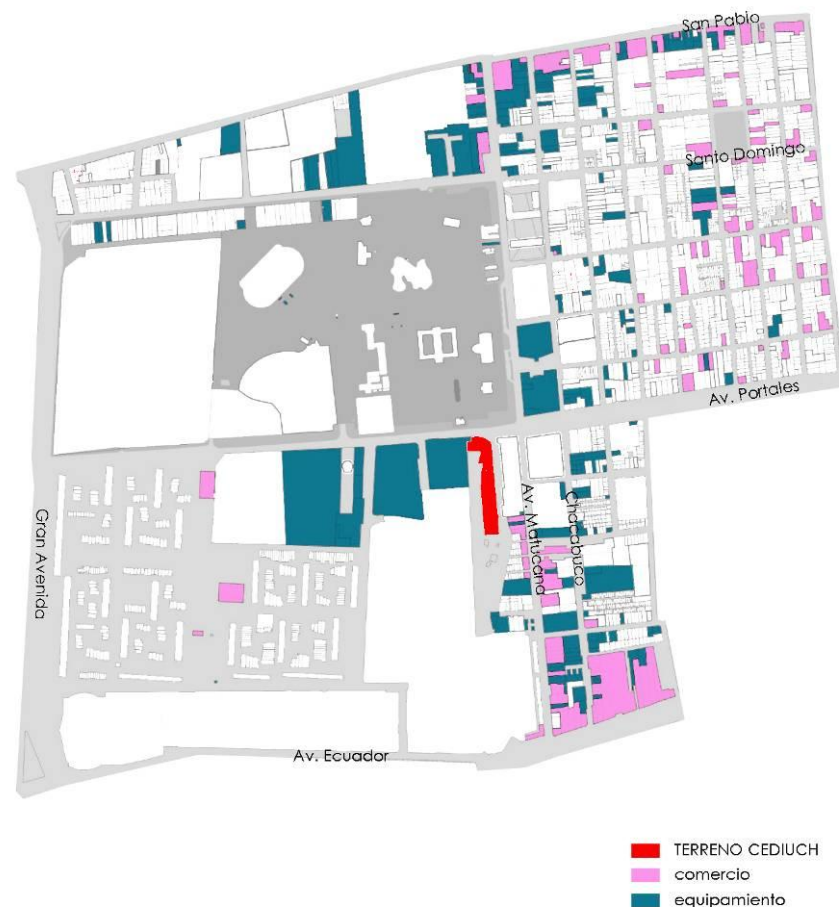 San Pablo
Santo Domingo
Av. Portales
Gran Avenida
Av. Matucana
Chacabuco
Av. Ecuador
TERRENO CEDIUCH
comercio
equipamiento